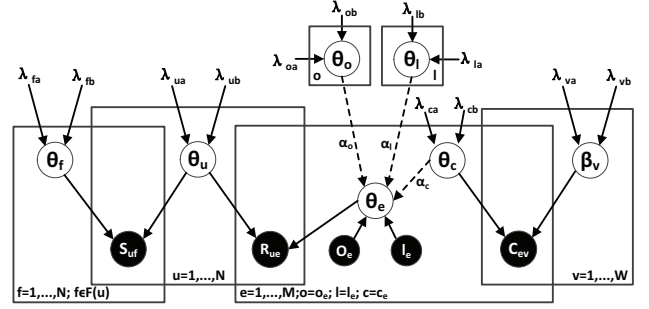 λob λlb
λoa θo o θl l λla
λfa λfb λua λub λca λcb λva λvb
αo αl
θf θu θc βv
αc
θe
Suf Rue Oe le Cev
u=1,...,N v=1,...,W
f=1,...,N; fϵF(u) e=1,...,M;o=oe; l=le; c=ce